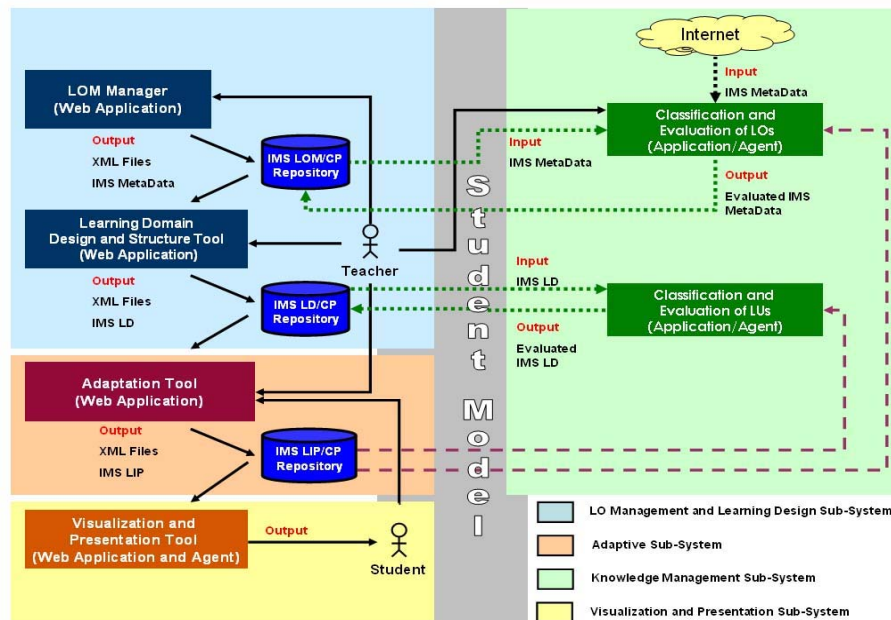 Internet
Input
IMS MetaData
LOM Manager
(Web Application)
Output
XML Files
IMS MetaData
IMS LOM/CP
Repository
Input
IMS MetaData
Classification and
Evaluation of LOs
(Application/Agent)
Output
Evaluated IMS
MetaData
Student Model
Learning Domain
Design and Structure Tool
(Web Application)
Teacher
Output
XML Files
IMS LD
IMS LD/CP
Repository
Input
IMS LD
Output
Evaluated
IMS LD
Classification and
Evaluation of LUs
(Application/Agent)
Adaptation Tool
(Web Application)
Output
XML Files
IMS LIP
IMS LIP/CP
Repository
Visualization and
Presentation Tool
(Web Application and Agent)
Output
Student
LO Management and Learning Design Sub-System
Adaptive Sub-System
Knowledge Management Sub-System
Visualization and Presentation Sub-System